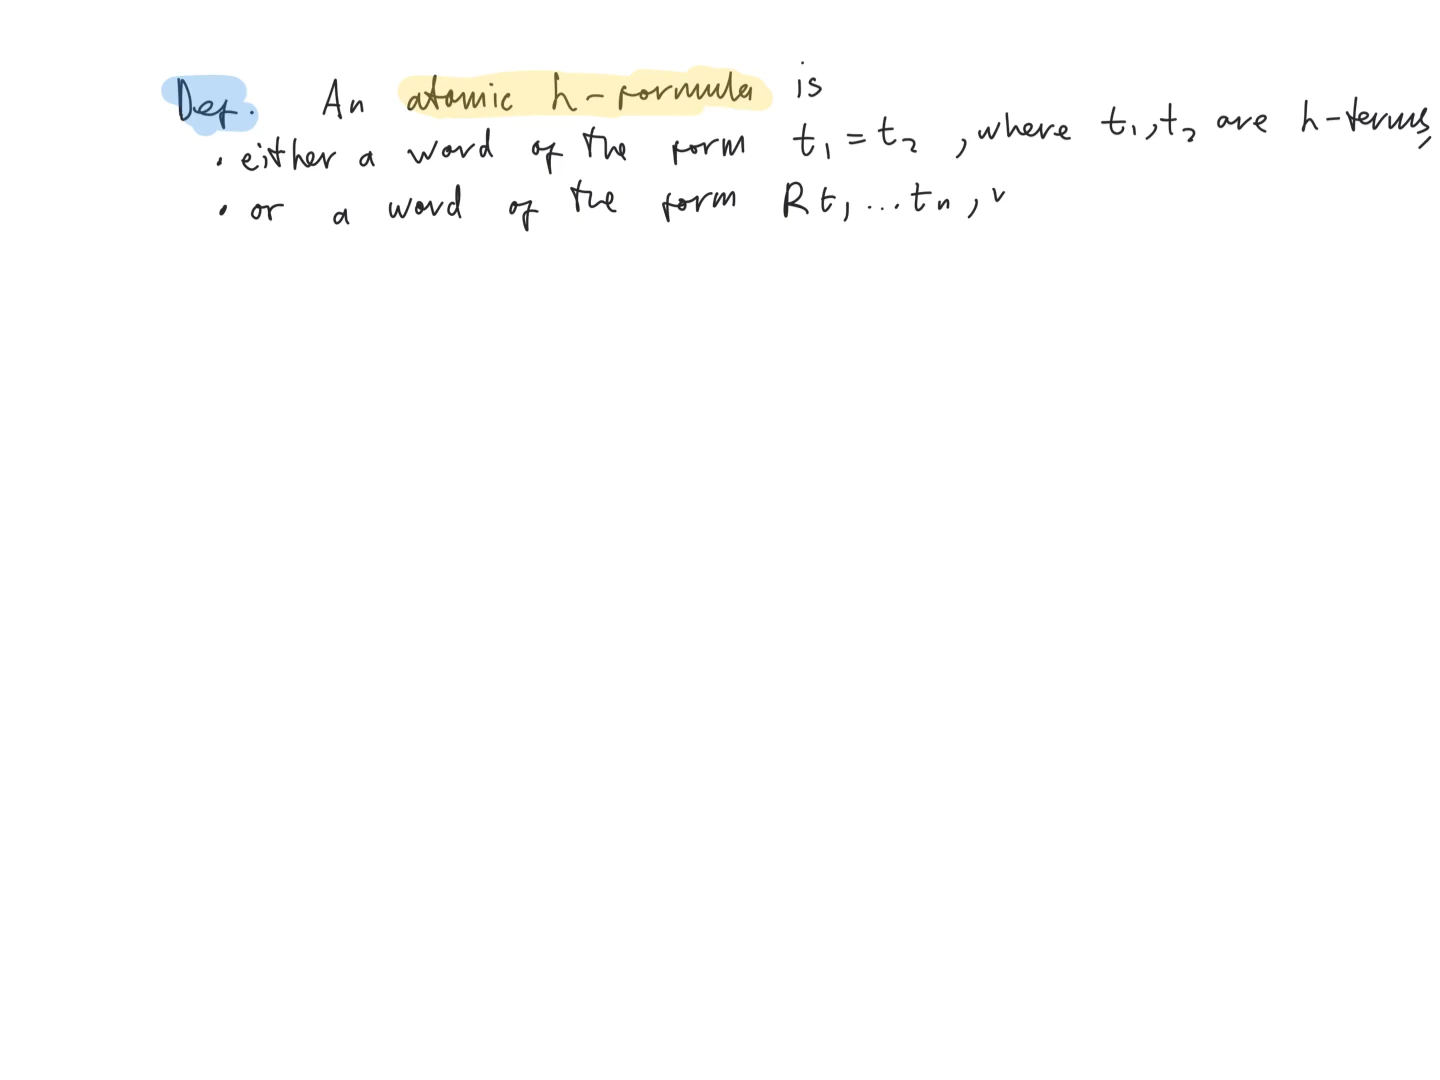 Def. An atomic h-formula is
• either a word of the form t₁ = t₂ , where t₁,t₂ are h-terms,
• or a word of the form R t₁ ... tₙ ,